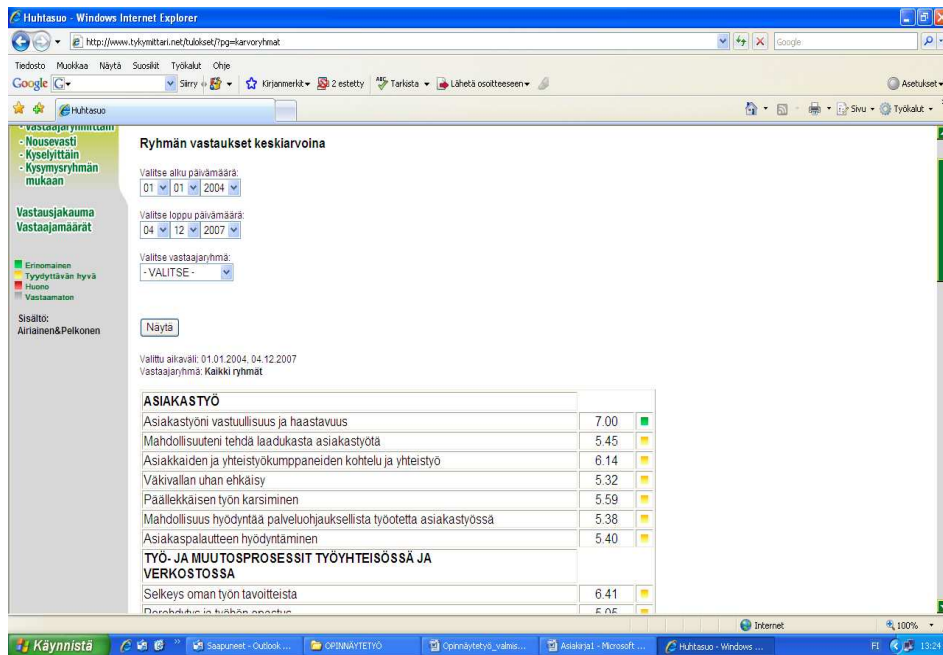 Huhtasuo - Windows Internet Explorer
http://www.tykymittari.net/tulokset/?pg=karvoryhmat
Google
Tiedosto Muokkaa Näytä Suosikit Työkalut Ohje
Google G Siirry Kirjanmerkit 2 estetty Tarkista Lähetä osoitteeseen Asetukset
Huhtasuo
Sivu Työkalut
- Vastaajaryhmittäin
- Nousevasti
- Kyselyittäin
- Kysymysryhmän
mukaan
Vastausjakauma
Vastaajamäärät
Erinomainen
Tyydyttävän hyvä
Huono
Vastaamaton
Sisältö:
Airiainen&Pelkonen
Ryhmän vastaukset keskiarvoina
Valitse alku päivämäärä:
01 01 2004
Valitse loppu päivämäärä:
04 12 2007
Valitse vastaajaryhmä:
- VALITSE -
Näytä
Valittu aikaväli: 01.01.2004, 04.12.2007
Vastaajaryhmä: Kaikki ryhmät
ASIAKASTYÖ
Asiakastyöni vastuullisuus ja haastavuus 7.00
Mahdollisuuteni tehdä laadukasta asiakastyötä 5.45
Asiakkaiden ja yhteistyökumppaneiden kohtelu ja yhteistyö 6.14
Väkivallan uhan ehkäisy 5.32
Päällekkäisen työn karsiminen 5.59
Mahdollisuus hyödyntää palveluohjauksellista työotetta asiakastyössä 5.38
Asiakaspalautteen hyödyntäminen 5.40
TYÖ- JA MUUTOSPROSESSIT TYÖYHTEISÖSSÄ JA
VERKOSTOSSA
Selkeys oman työn tavoitteista 6.41
Perehdytys ja työhön opastus 5.05
Internet 100%
Käynnistä Saapuneet - Outlook ... OPINNÄYTETYÖ Opinnäytetyö_valmis... Asiakirja1 - Microsoft ... Huhtasuo - Windows ... FI 13:24